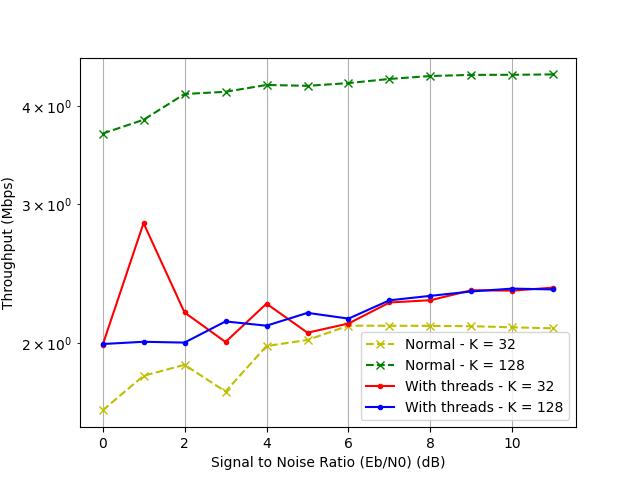 4 × 10⁰
3 × 10⁰
2 × 10⁰
Throughput (Mbps)
Normal - K = 32
Normal - K = 128
With threads - K = 32
With threads - K = 128
0 2 4 6 8 10
Signal to Noise Ratio (Eb/N0) (dB)